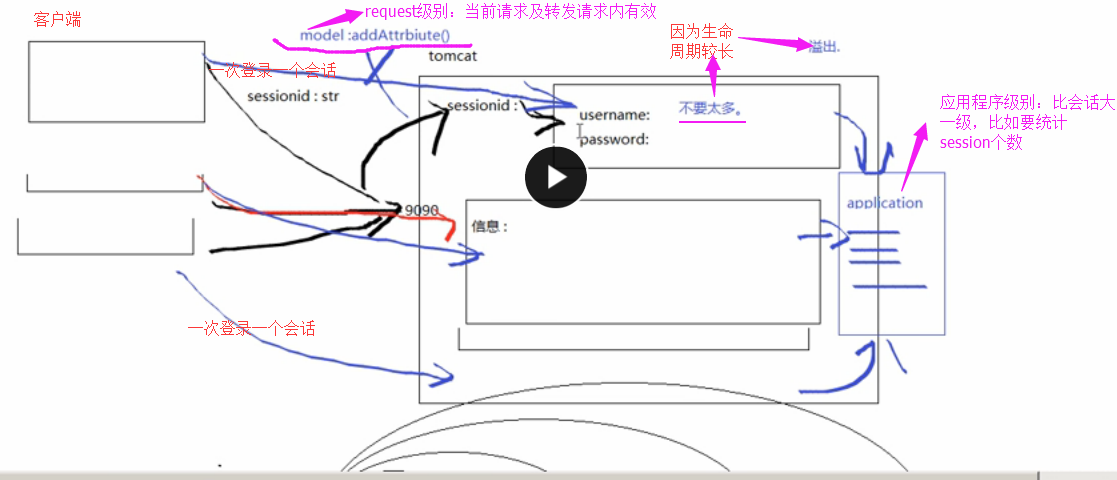 客户端
request级别：当前请求及转发请求内有效
model :addAttrbiute()
因为生命
周期较长
溢出.
tomcat
一次登录一个会话
sessionid : str
sessionid :
username:
不要太多。
password:
应用程序级别：比会话大
一级，比如要统计
session个数
9090
application
信息 :
一次登录一个会话